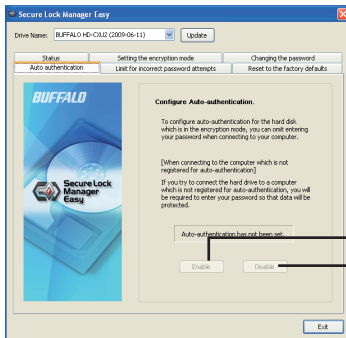 Secure Lock Manager Easy
Drive Name: BUFFALO HD-CXU2 (2009-06-11) Update
Status Setting the encryption mode Changing the password
Auto authentication Limit for incorrect password attempts Reset to the factory defaults
BUFFALO
Secure Lock
Manager
Easy
Configure Auto-authentication.
To configure auto-authentication for the hard disk
which is in the encryption mode, you can omit entering
your password when connecting to your computer.
[When connecting to the computer which is not
registered for auto-authentication]
If you try to connect the hard drive to a computer
which is not registered for auto-authentication, you will
be required to enter your password so that data will be
protected.
Auto-authentication has not been set.
Enable Disable
Exit